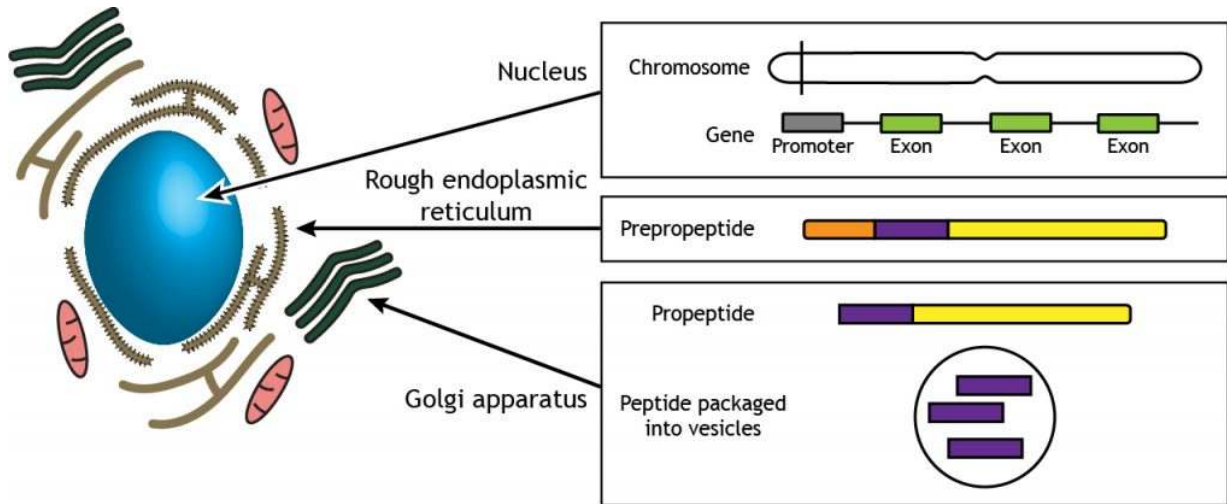 Nucleus
Chromosome
Gene
Promoter Exon Exon Exon
Rough endoplasmic
reticulum
Prepropeptide
Propeptide
Golgi apparatus
Peptide packaged
into vesicles